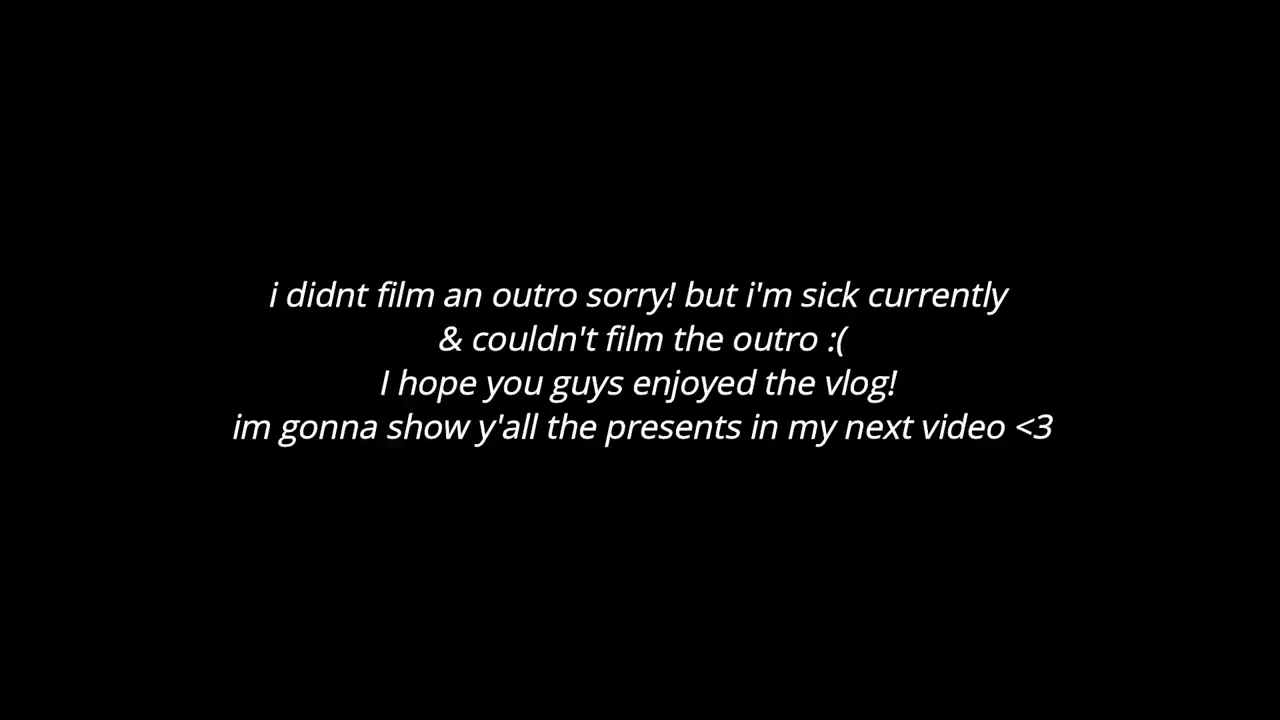 i didnt film an outro sorry! but i'm sick currently
& couldn't film the outro :(
I hope you guys enjoyed the vlog!
im gonna show y'all the presents in my next video <3